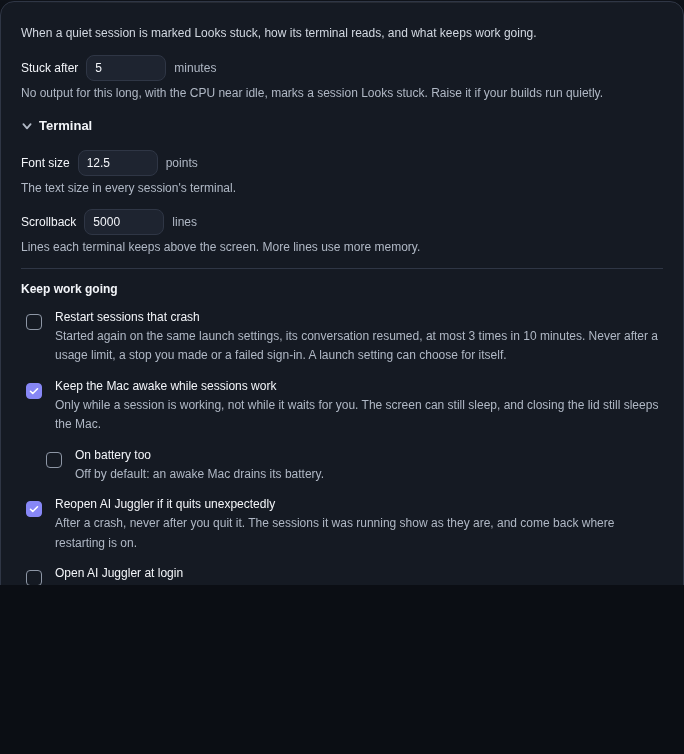 When a quiet session is marked Looks stuck, how its terminal reads, and what keeps work going.
Stuck after 5 minutes
No output for this long, with the CPU near idle, marks a session Looks stuck. Raise it if your builds run quietly.
Terminal
Font size 12.5 points
The text size in every session's terminal.
Scrollback 5000 lines
Lines each terminal keeps above the screen. More lines use more memory.
Keep work going
Restart sessions that crash
Started again on the same launch settings, its conversation resumed, at most 3 times in 10 minutes. Never after a
usage limit, a stop you made or a failed sign-in. A launch setting can choose for itself.
Keep the Mac awake while sessions work
Only while a session is working, not while it waits for you. The screen can still sleep, and closing the lid still sleeps
the Mac.
On battery too
Off by default: an awake Mac drains its battery.
Reopen AI Juggler if it quits unexpectedly
After a crash, never after you quit it. The sessions it was running show as they are, and come back where
restarting is on.
Open AI Juggler at login